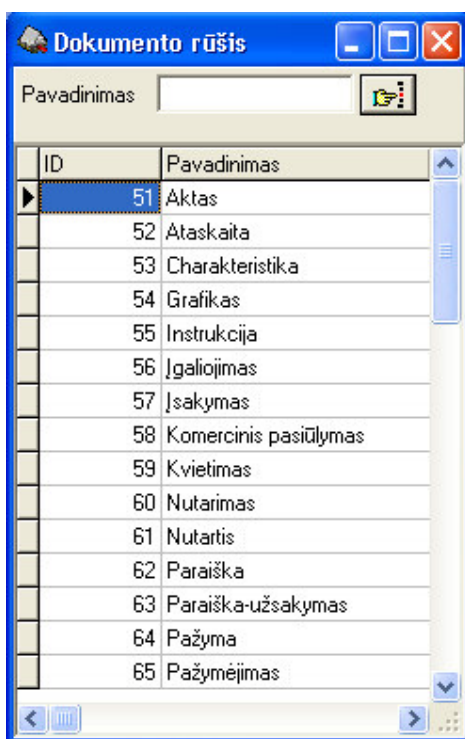 Dokumento rūšis
Pavadinimas
ID Pavadinimas
51 Aktas
52 Ataskaita
53 Charakteristika
54 Grafikas
55 Instrukcija
56 Įgaliojimas
57 Įsakymas
58 Komercinis pasiūlymas
59 Kvietimas
60 Nutarimas
61 Nutartis
62 Paraiška
63 Paraiška-užsakymas
64 Pažyma
65 Pažymėjimas